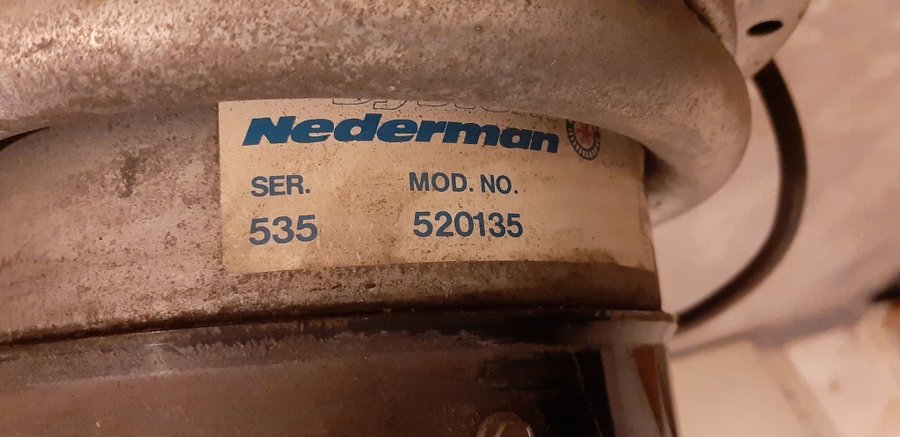 Nederman
SER. MOD. NO.
535 520135